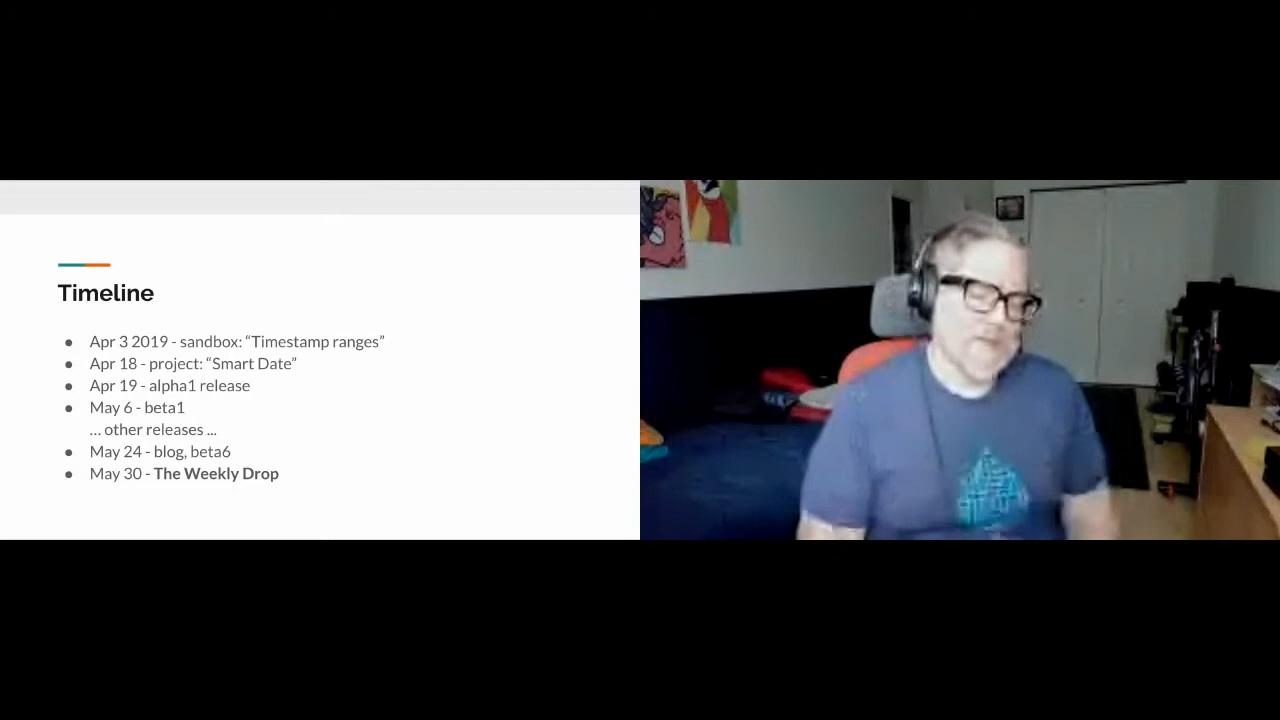 Timeline
● Apr 3 2019 - sandbox: “Timestamp ranges”
● Apr 18 - project: “Smart Date”
● Apr 19 - alpha1 release
● May 6 - beta1
... other releases ...
● May 24 - blog, beta6
● May 30 - The Weekly Drop